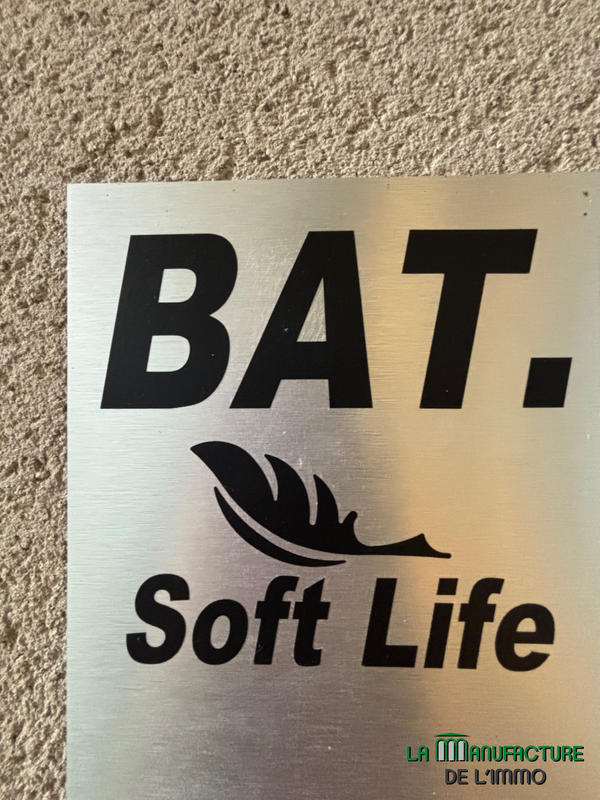 BAT.
Soft Life
LA MANUFACTURE
DE L'IMMO